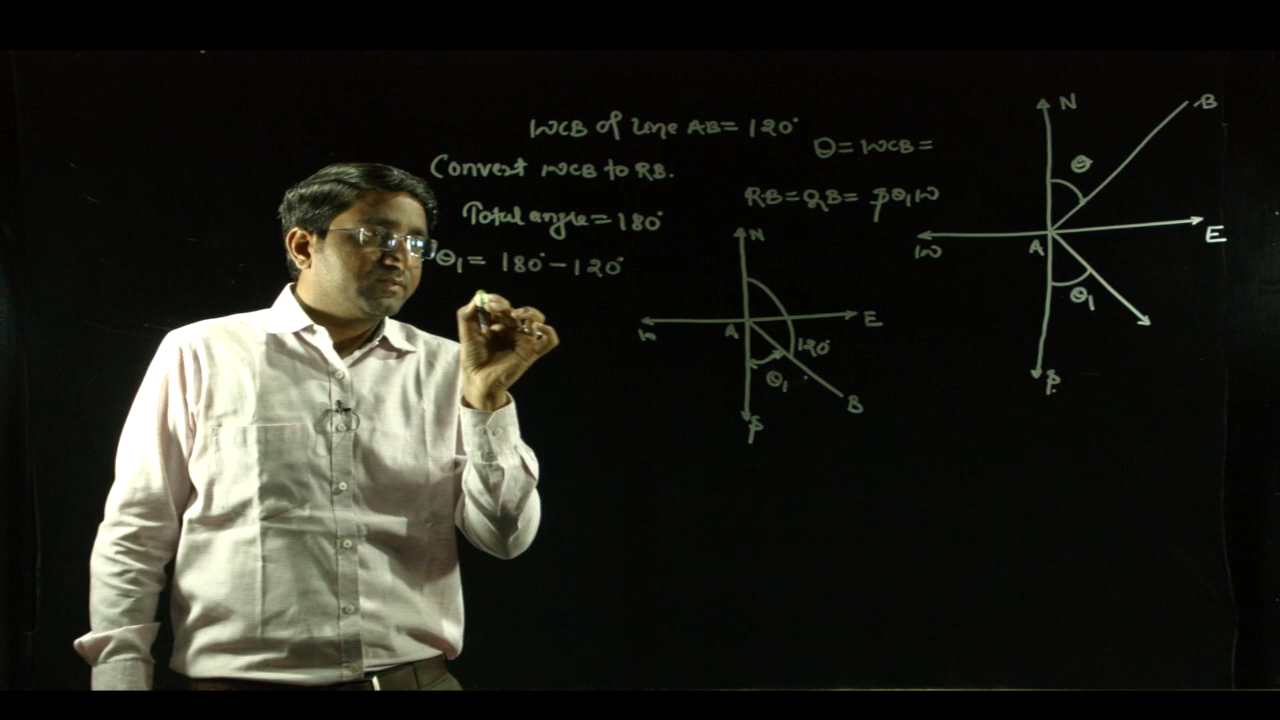 WCB of line AB = 120°
Convert WCB to RB.
Total angle = 180°
θ₁ = 180° - 120°
θ = WCB =
R.B = QB = S θ₁ W
N
W
A
E
120°
θ₁
B
S
N
B
θ
W
A
E
θ₁
S